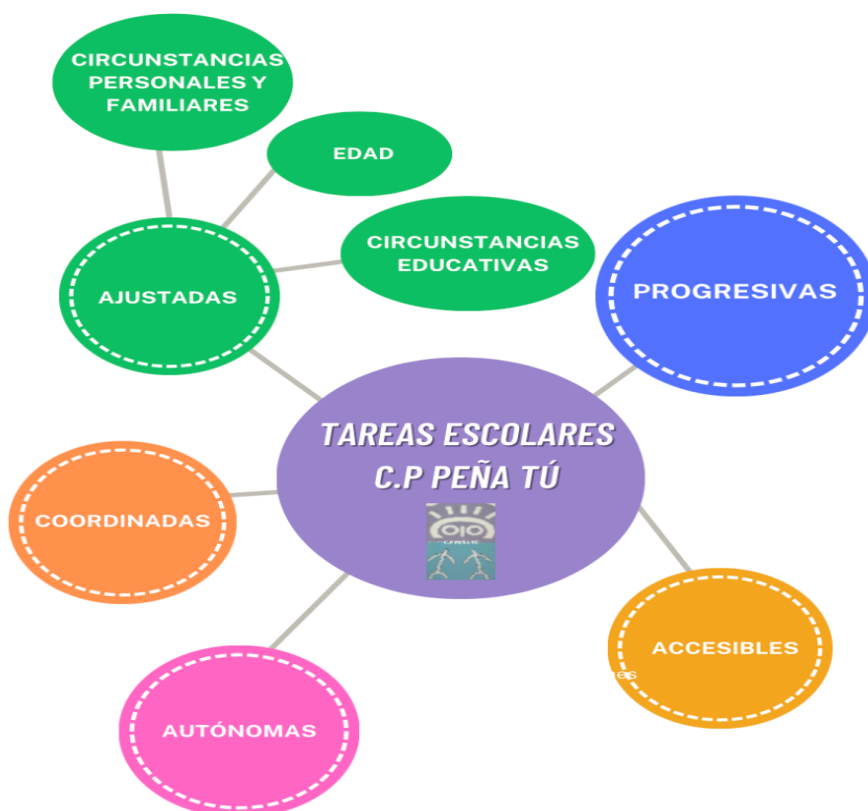 CIRCUNSTANCIAS
PERSONALES Y
FAMILIARES
EDAD
CIRCUNSTANCIAS
EDUCATIVAS
AJUSTADAS
PROGRESIVAS
TAREAS ESCOLARES
C.P PEÑA TÚ
COORDINADAS
ACCESIBLES
AUTÓNOMAS